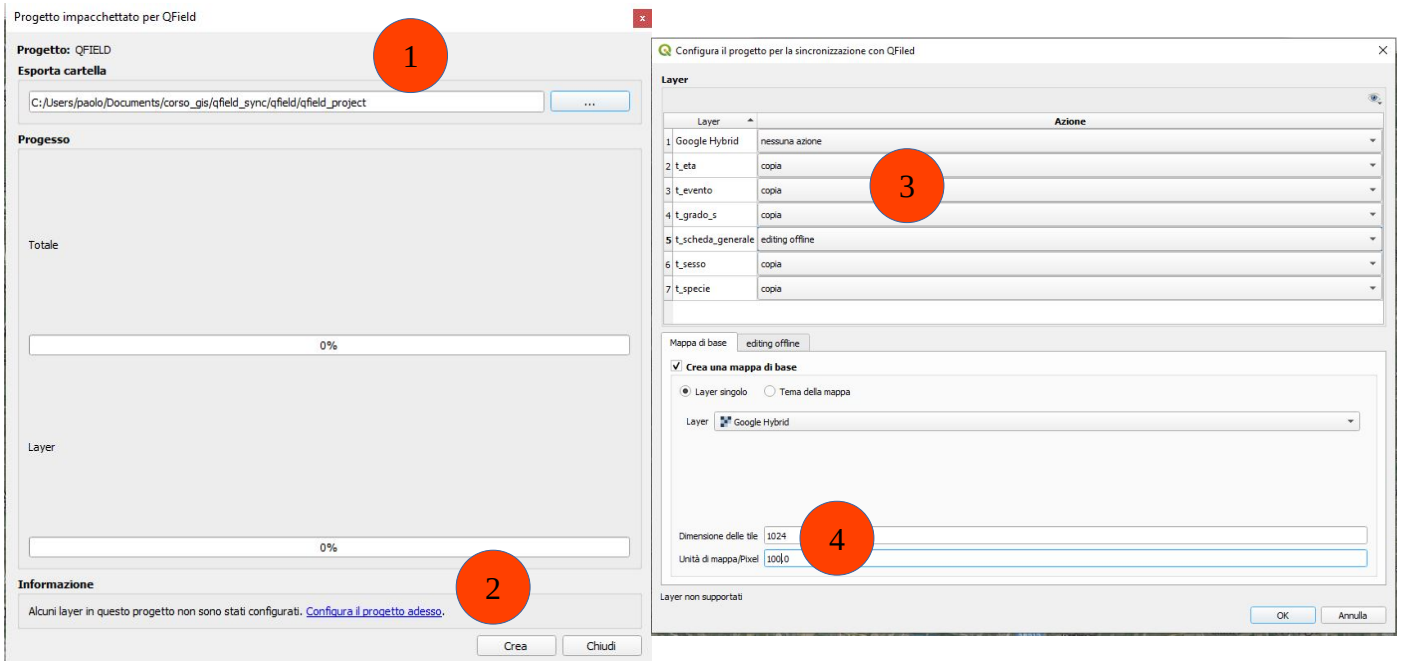 Progetto impacchettato per QField
x
Progetto: QFIELD
Esporta cartella
C:/Users/paolo/Documents/corso_gis/qfield_sync/qfield/qfield_project
...
Progesso
Totale
0%
Layer
0%
Informazione
Alcuni layer in questo progetto non sono stati configurati. Configura il progetto adesso.
Crea Chiudi
1
2
Configura il progetto per la sincronizzazione con QFiled
Layer
Layer Azione
1 Google Hybrid nessuna azione
2 t_eta copia
3 t_evento copia
4 t_grado_s copia
5 t_scheda_generale editing offline
6 t_sesso copia
7 t_specie copia
3
Mappa di base editing offline
Crea una mappa di base
Layer singolo Tema della mappa
Layer Google Hybrid
Dimensione delle tile 1024
Unità di mappa/Pixel 100.0
4
Layer non supportati
OK Annulla